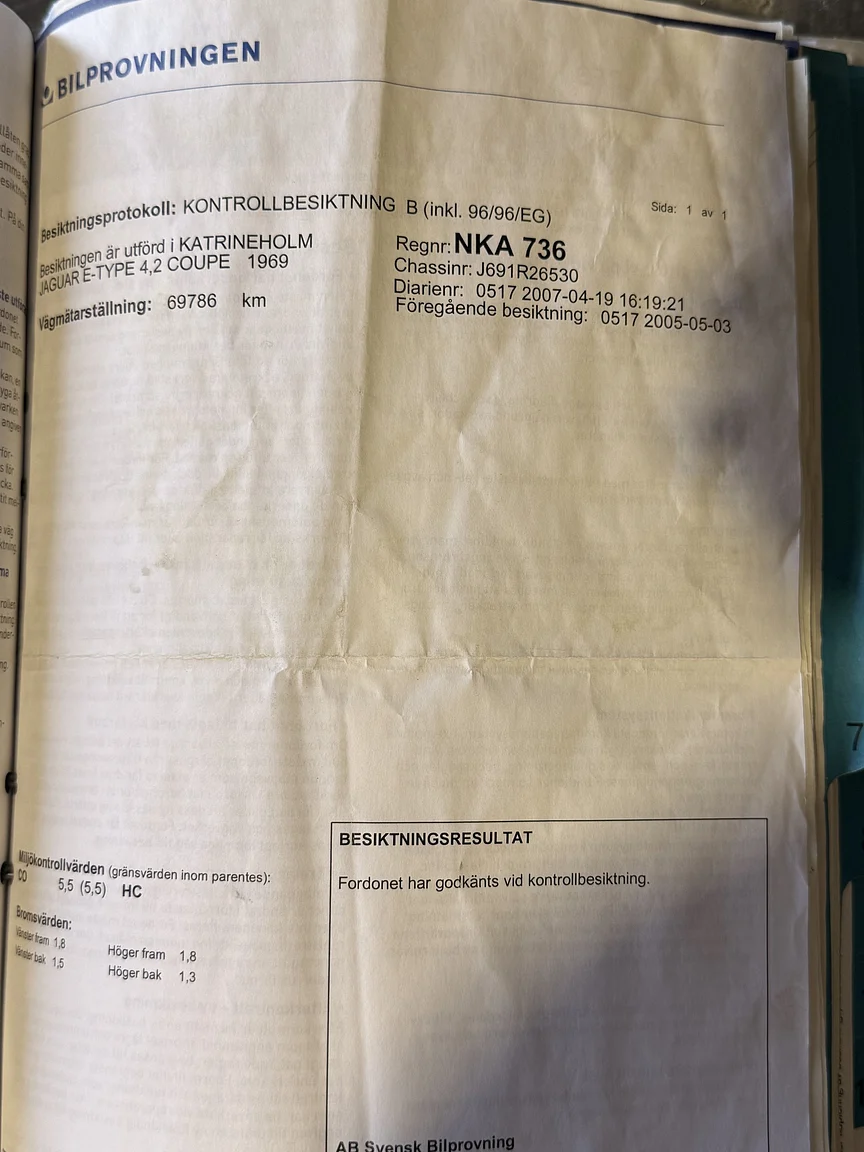 BILPROVNINGEN
Besiktningsprotokoll: KONTROLLBESIKTNING B (inkl. 96/96/EG)
Sida: 1 av 1
Besiktningen är utförd i KATRINEHOLM
JAGUAR E-TYPE 4,2 COUPE 1969
Vägmätarställning: 69786 km
Regnr: NKA 736
Chassinr: J691R26530
Diarienr: 0517 2007-04-19 16:19:21
Föregående besiktning: 0517 2005-05-03
Miljökontrollvärden (gränsvärden inom parentes):
CO 5,5 (5,5) HC
Bromsvärden:
Vänster fram 1,8 Höger fram 1,8
Vänster bak 1,5 Höger bak 1,3
BESIKTNINGSRESULTAT
Fordonet har godkänts vid kontrollbesiktning.
AB Svensk Bilprovning
7